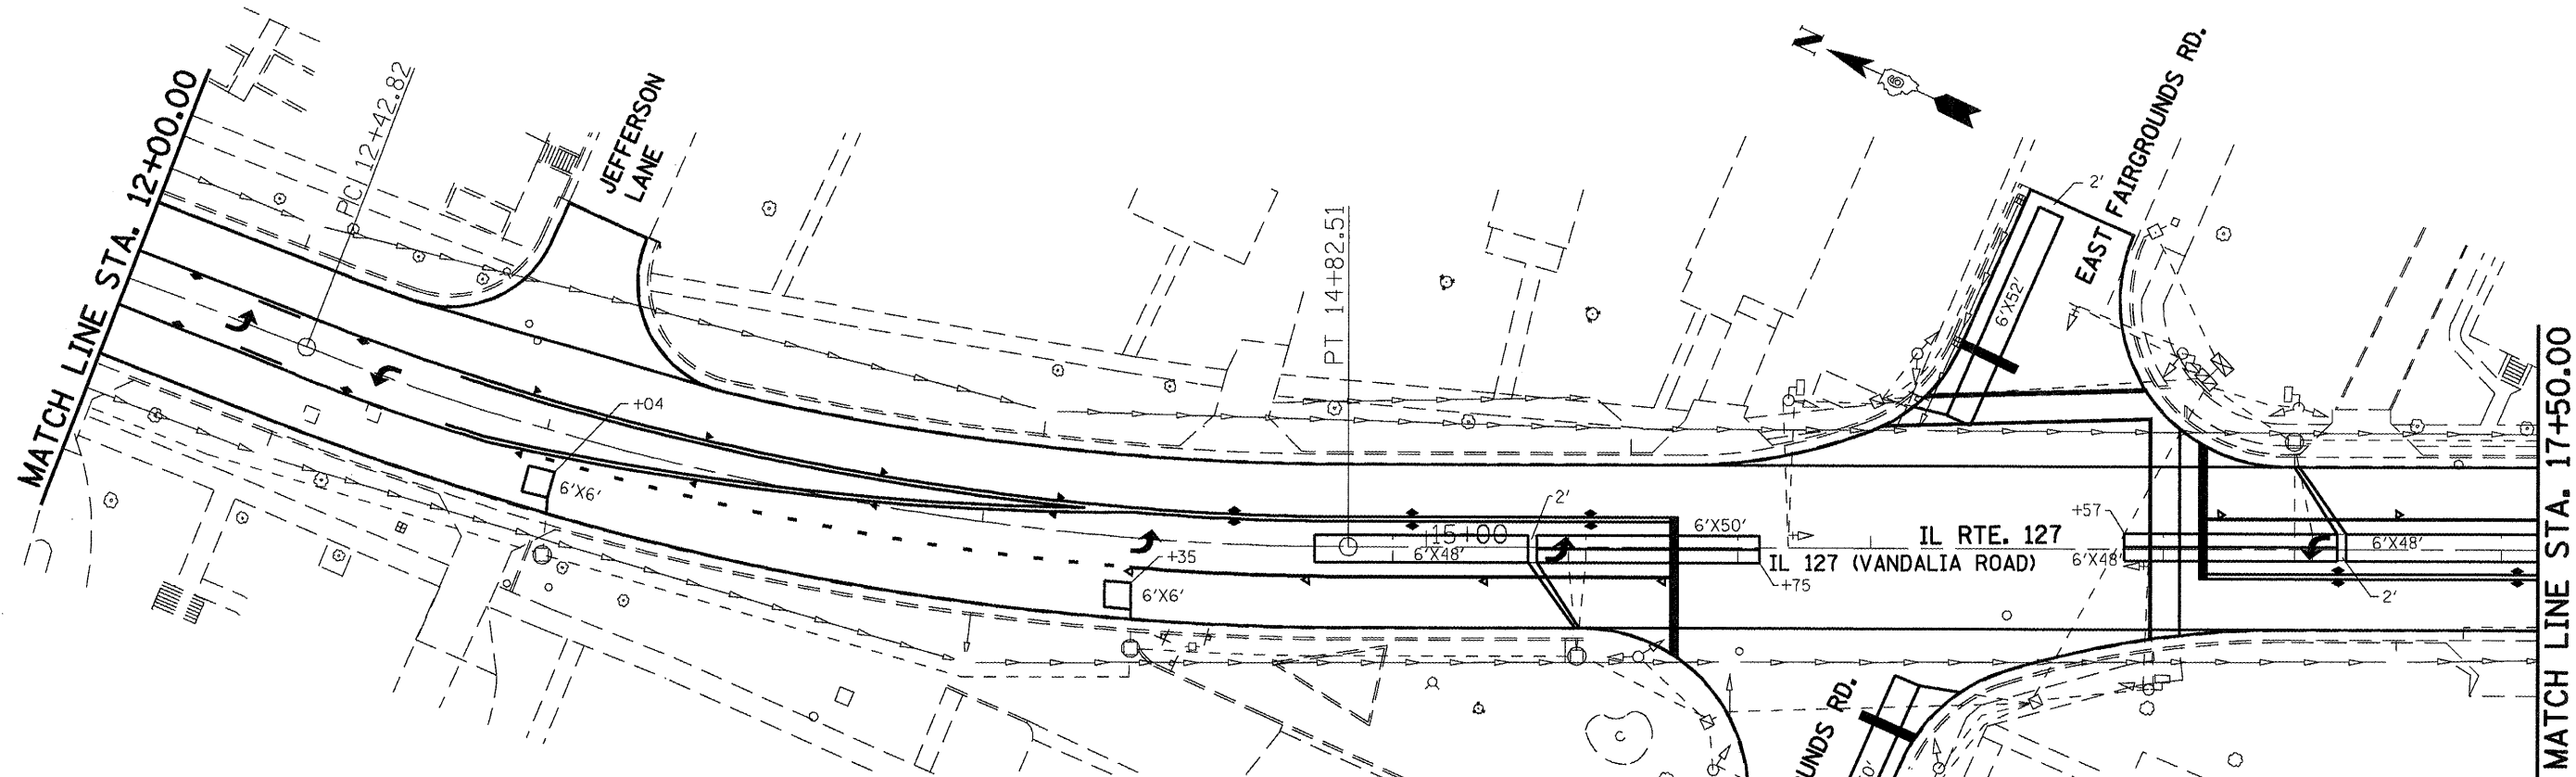 MATCH LINE STA. 12+00.00
PCC 12+42.82
JEFFERSON
LANE
N
EAST FAIRGROUNDS RD.
2'
6'X52'
+04
6'X6'
PT 14+82.51
2'
15+00
6'X48'
6'X50'
+75
+35
6'X6'
IL RTE. 127
IL 127 (VANDALIA ROAD)
+57
6'X48'
6'X48'
2'
UNDS RD.
MATCH LINE STA. 17+50.00